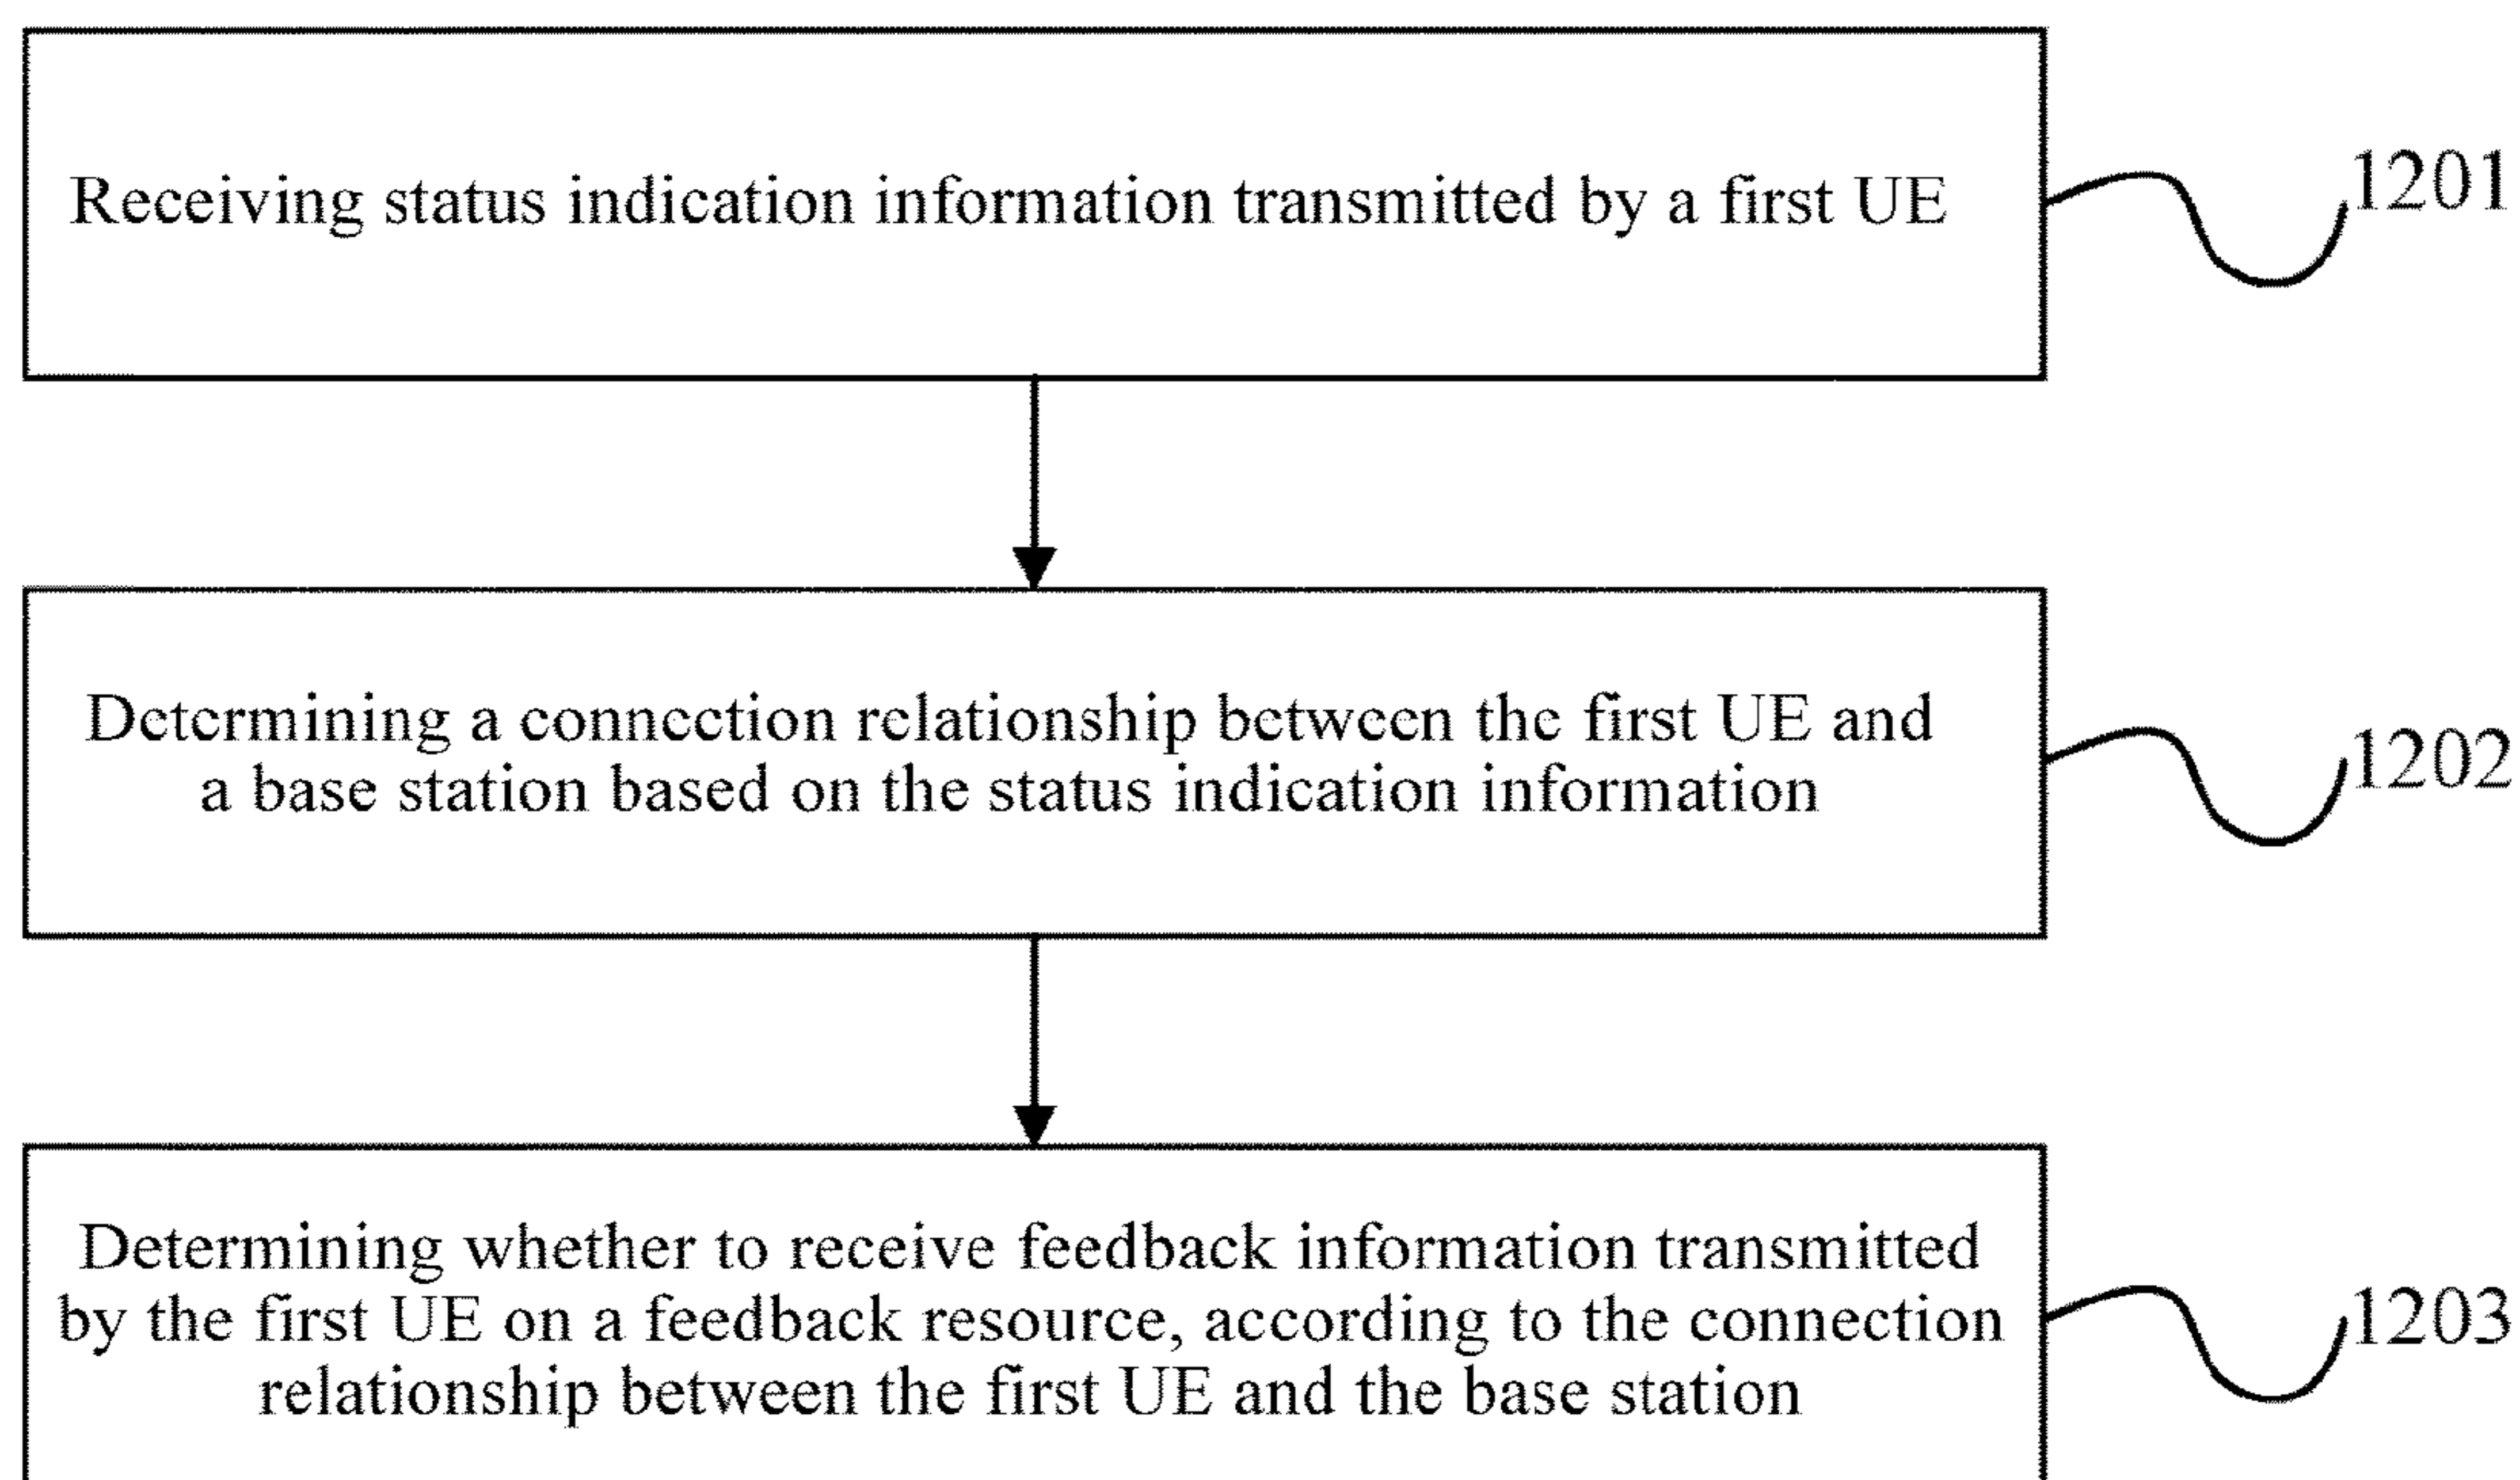 Receiving status indication information transmitted by a first UE
1201
Determining a connection relationship between the first UE and
a base station based on the status indication information
1202
Determining whether to receive feedback information transmitted
by the first UE on a feedback resource, according to the connection
relationship between the first UE and the base station
1203